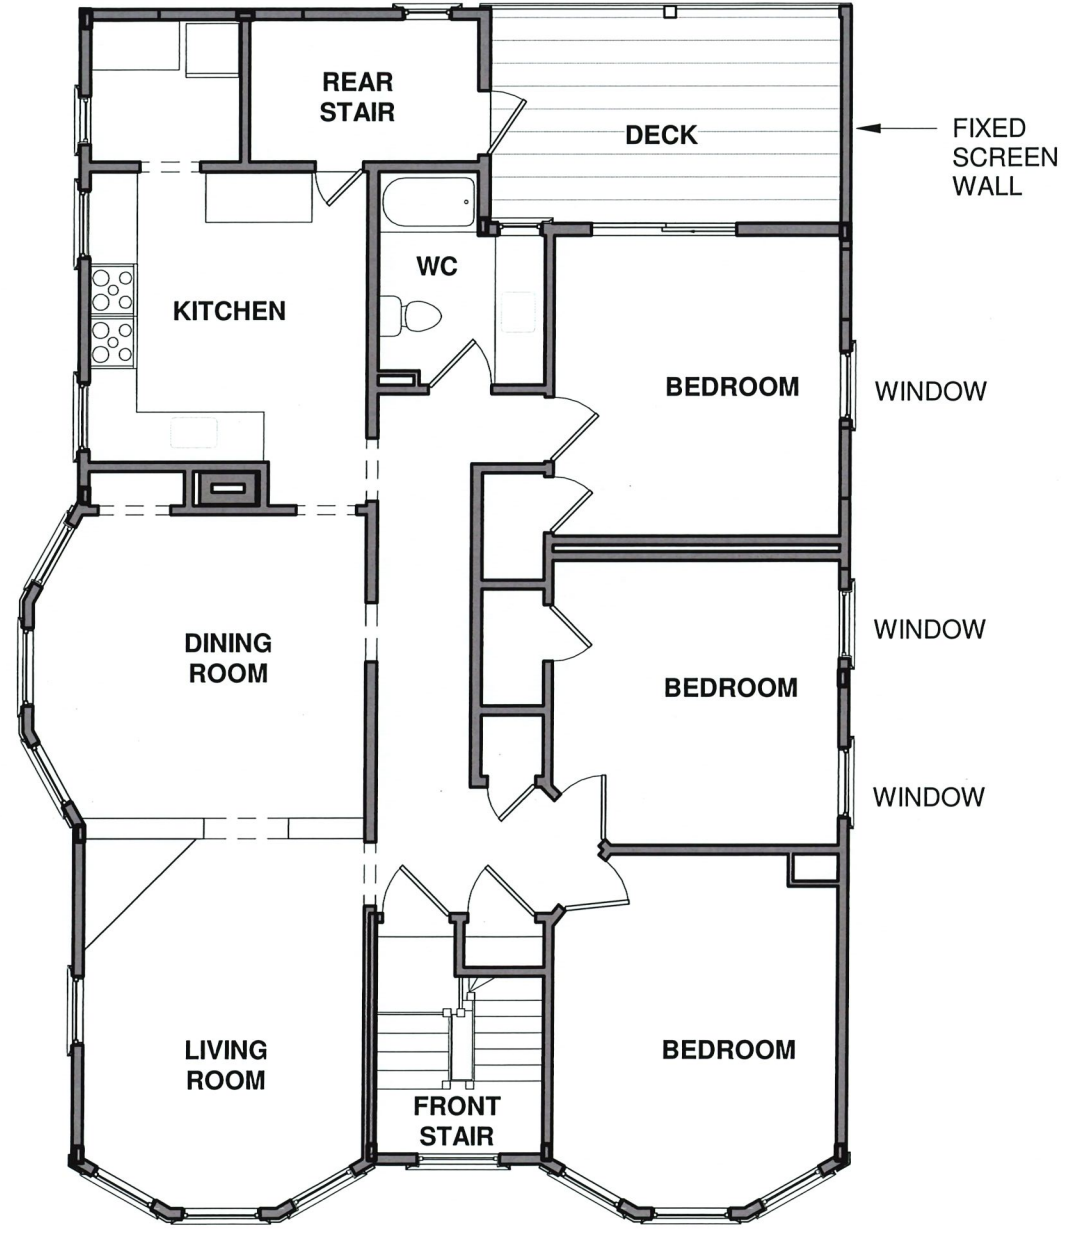 REAR
STAIR
DECK
FIXED
SCREEN
WALL
WC
KITCHEN
BEDROOM
WINDOW
DINING
ROOM
WINDOW
BEDROOM
WINDOW
LIVING
ROOM
BEDROOM
FRONT
STAIR